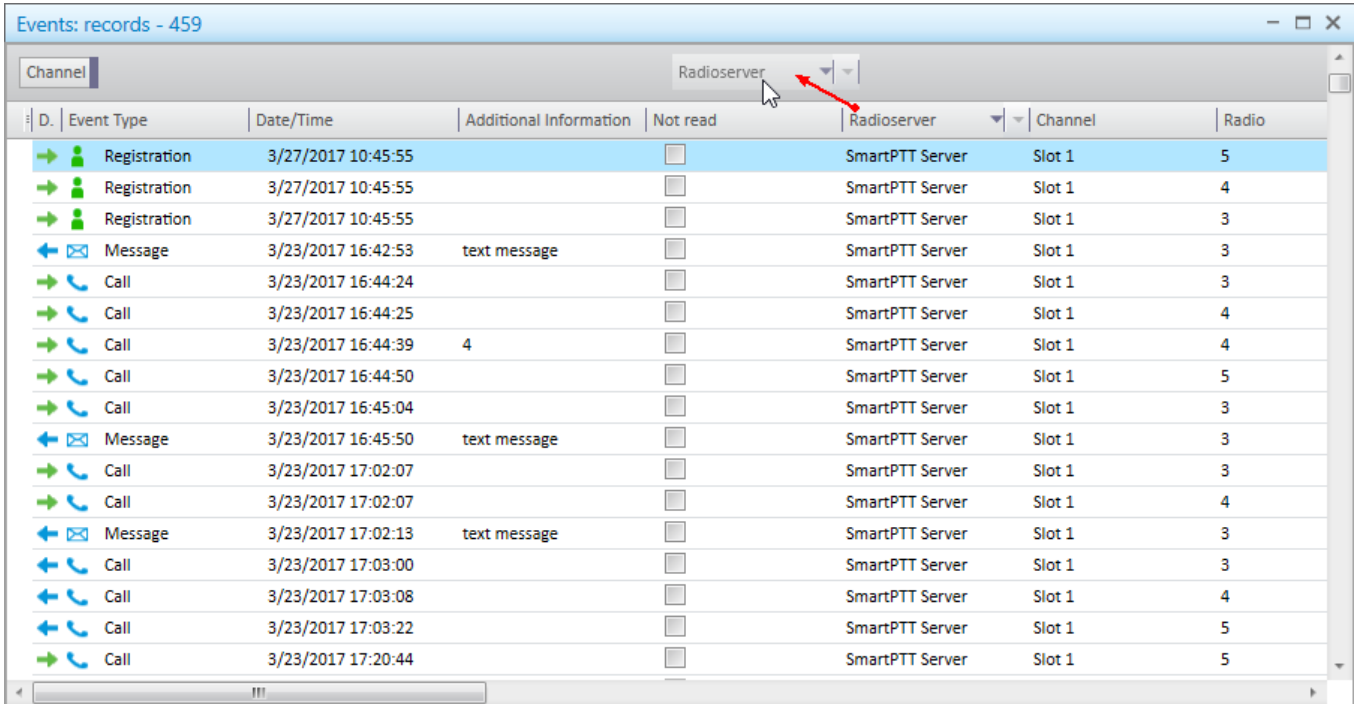 Events: records - 459
Channel
Radioserver
D. Event Type Date/Time Additional Information Not read Radioserver Channel Radio
Registration 3/27/2017 10:45:55 SmartPTT Server Slot 1 5
Registration 3/27/2017 10:45:55 SmartPTT Server Slot 1 4
Registration 3/27/2017 10:45:55 SmartPTT Server Slot 1 3
Message 3/23/2017 16:42:53 text message SmartPTT Server Slot 1 3
Call 3/23/2017 16:44:24 SmartPTT Server Slot 1 3
Call 3/23/2017 16:44:25 SmartPTT Server Slot 1 4
Call 3/23/2017 16:44:39 4 SmartPTT Server Slot 1 4
Call 3/23/2017 16:44:50 SmartPTT Server Slot 1 5
Call 3/23/2017 16:45:04 SmartPTT Server Slot 1 3
Message 3/23/2017 16:45:50 text message SmartPTT Server Slot 1 3
Call 3/23/2017 17:02:07 SmartPTT Server Slot 1 3
Call 3/23/2017 17:02:07 SmartPTT Server Slot 1 4
Message 3/23/2017 17:02:13 text message SmartPTT Server Slot 1 3
Call 3/23/2017 17:03:00 SmartPTT Server Slot 1 3
Call 3/23/2017 17:03:08 SmartPTT Server Slot 1 4
Call 3/23/2017 17:03:22 SmartPTT Server Slot 1 5
Call 3/23/2017 17:20:44 SmartPTT Server Slot 1 5